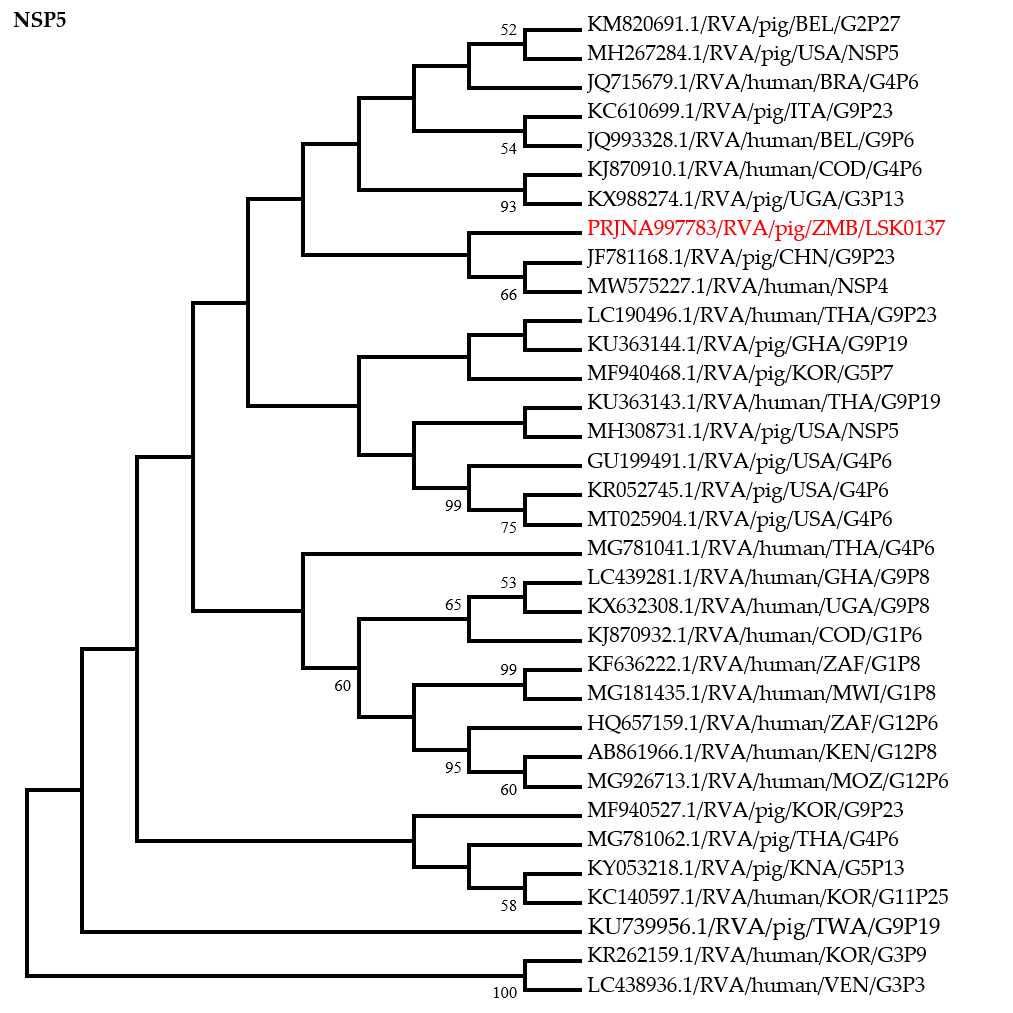 NSP5
52
KM820691.1/RVA/pig/BEL/G2P27
MH267284.1/RVA/pig/USA/NSP5
JQ715679.1/RVA/human/BRA/G4P6
KC610699.1/RVA/pig/ITA/G9P23
JQ993328.1/RVA/human/BEL/G9P6
54
KJ870910.1/RVA/human/COD/G4P6
KX988274.1/RVA/pig/UGA/G3P13
93
PRJNA997783/RVA/pig/ZMB/LSK0137
JF781168.1/RVA/pig/CHN/G9P23
MW575227.1/RVA/human/NSP4
66
LC190496.1/RVA/human/THA/G9P23
KU363144.1/RVA/pig/GHA/G9P19
MF940468.1/RVA/pig/KOR/G5P7
KU363143.1/RVA/human/THA/G9P19
MH308731.1/RVA/pig/USA/NSP5
GU199491.1/RVA/pig/USA/G4P6
KR052745.1/RVA/pig/USA/G4P6
99
MT025904.1/RVA/pig/USA/G4P6
75
MG781041.1/RVA/human/THA/G4P6
53
LC439281.1/RVA/human/GHA/G9P8
65
KX632308.1/RVA/human/UGA/G9P8
KJ870932.1/RVA/human/COD/G1P6
99
KF636222.1/RVA/human/ZAF/G1P8
60
MG181435.1/RVA/human/MWI/G1P8
HQ657159.1/RVA/human/ZAF/G12P6
AB861966.1/RVA/human/KEN/G12P8
95
MG926713.1/RVA/human/MOZ/G12P6
60
MF940527.1/RVA/pig/KOR/G9P23
MG781062.1/RVA/pig/THA/G4P6
KY053218.1/RVA/pig/KNA/G5P13
KC140597.1/RVA/human/KOR/G11P25
58
KU739956.1/RVA/pig/TWA/G9P19
KR262159.1/RVA/human/KOR/G3P9
LC438936.1/RVA/human/VEN/G3P3
100